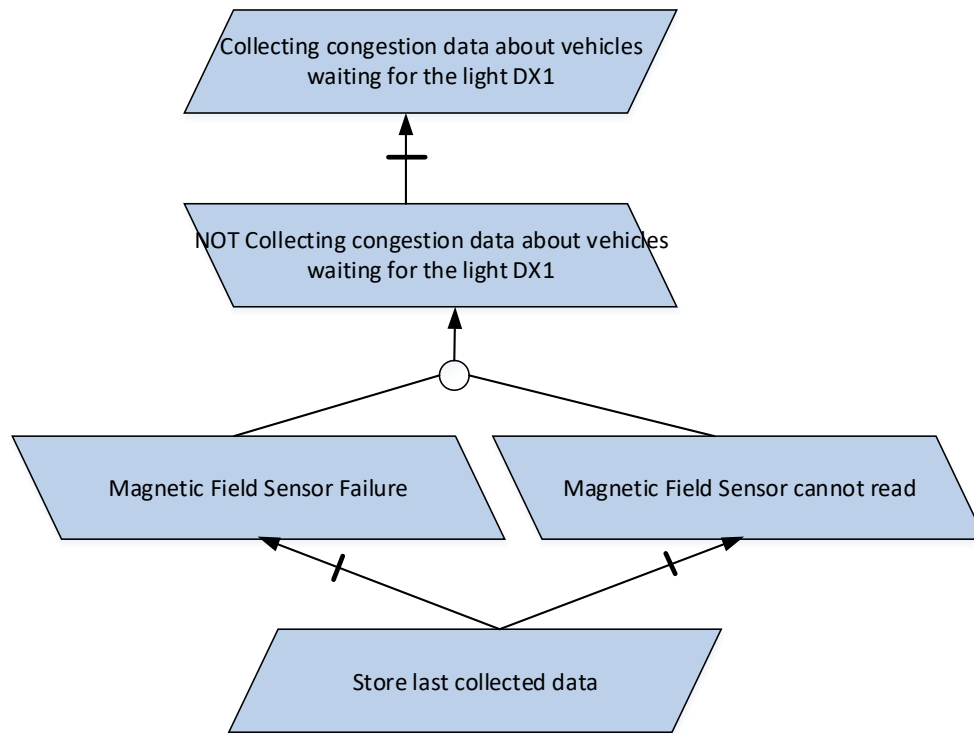 Collecting congestion data about vehicles
waiting for the light DX1
NOT Collecting congestion data about vehicles
waiting for the light DX1
Magnetic Field Sensor Failure
Magnetic Field Sensor cannot read
Store last collected data